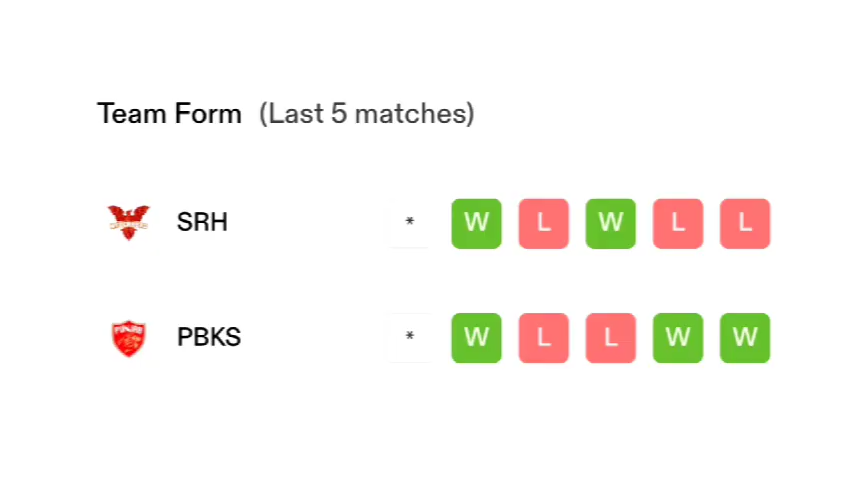 Team Form (Last 5 matches)
SRH * W L W L L
PBKS * W L L W W